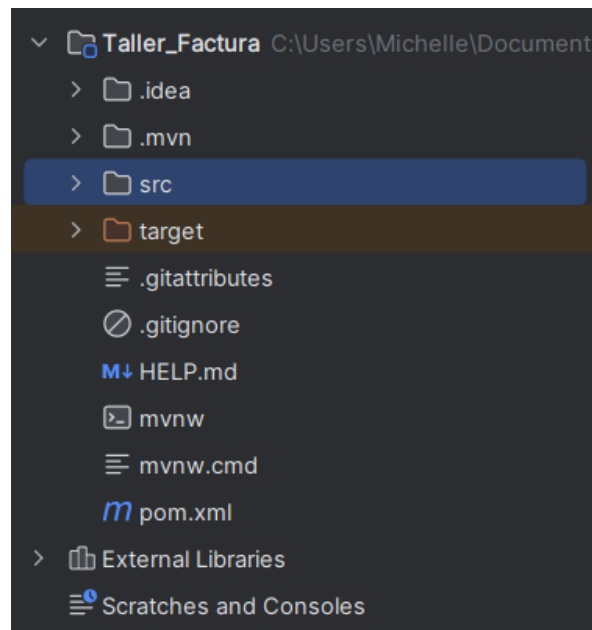 Taller_Factura C:\Users\Michelle\Document
.idea
.mvn
src
target
.gitattributes
.gitignore
M↓ HELP.md
mvnw
mvnw.cmd
m pom.xml
External Libraries
Scratches and Consoles